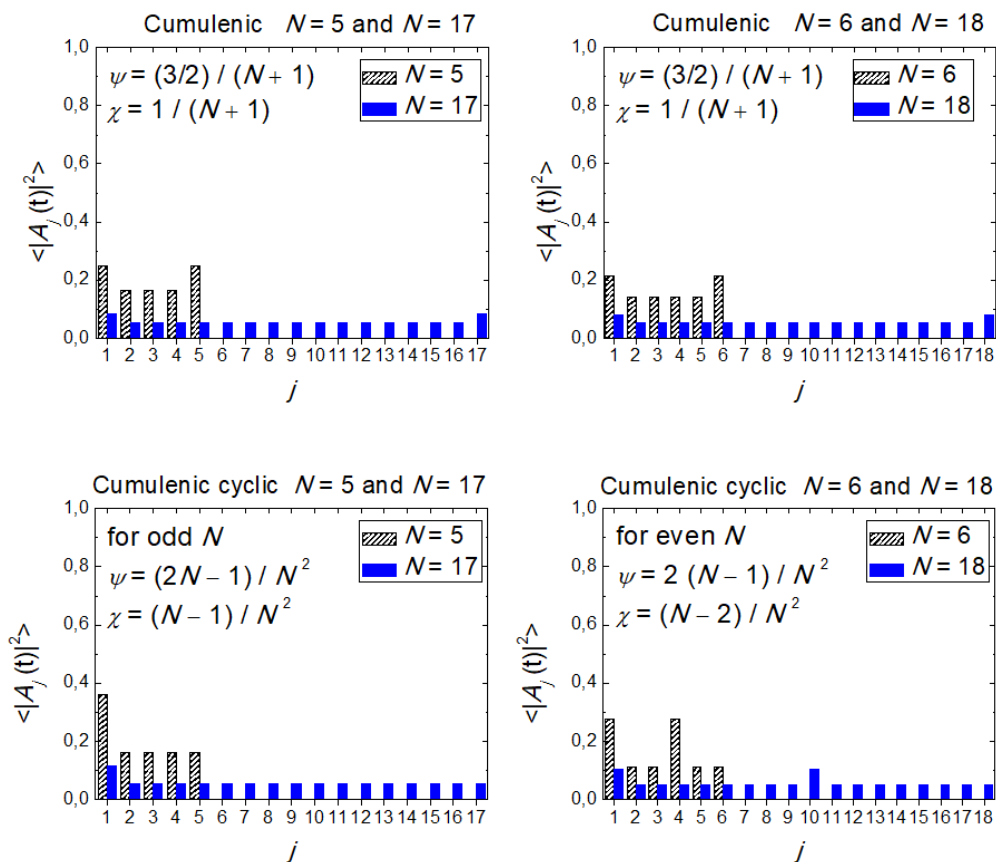 Cumulenic N = 5 and N = 17
1,0
0,8
0,6
0,4
0,2
0,0
<|A_j(t)|²>
ψ = (3/2) / (N + 1)
χ = 1 / (N + 1)
N = 5
N = 17
1 2 3 4 5 6 7 8 9 10 11 12 13 14 15 16 17
j
Cumulenic N = 6 and N = 18
1,0
0,8
0,6
0,4
0,2
0,0
<|A_j(t)|²>
ψ = (3/2) / (N + 1)
χ = 1 / (N + 1)
N = 6
N = 18
1 2 3 4 5 6 7 8 9 10 11 12 13 14 15 16 17 18
j
Cumulenic cyclic N = 5 and N = 17
1,0
0,8
0,6
0,4
0,2
0,0
<|A_j(t)|²>
for odd N
ψ = (2N − 1) / N²
χ = (N − 1) / N²
N = 5
N = 17
1 2 3 4 5 6 7 8 9 10 11 12 13 14 15 16 17
j
Cumulenic cyclic N = 6 and N = 18
1,0
0,8
0,6
0,4
0,2
0,0
<|A_j(t)|²>
for even N
ψ = 2 (N − 1) / N²
χ = (N − 2) / N²
N = 6
N = 18
1 2 3 4 5 6 7 8 9 10 11 12 13 14 15 16 17 18
j